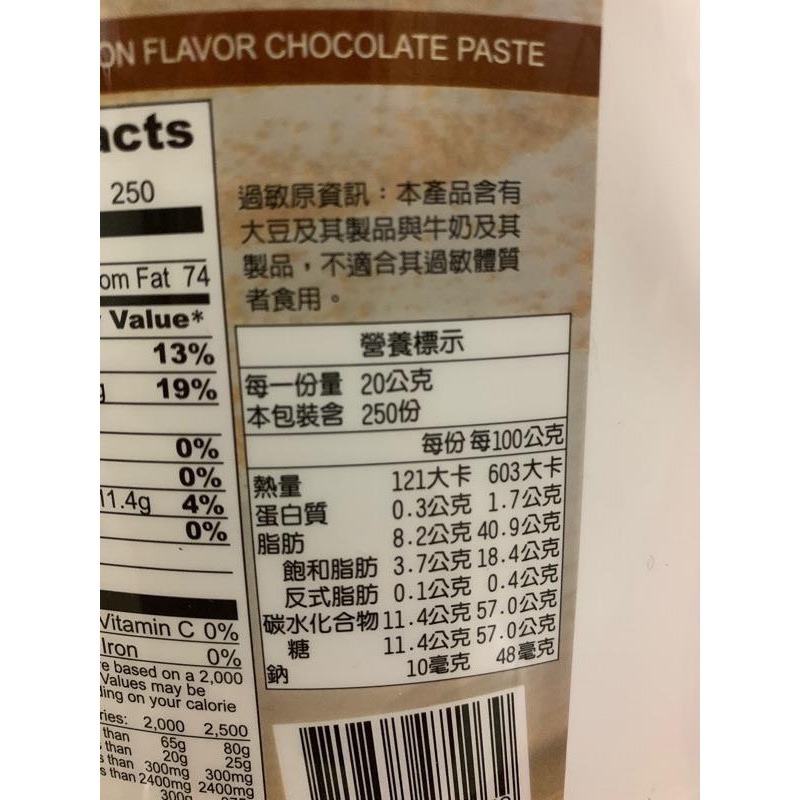 ON FLAVOR CHOCOLATE PASTE
acts
250
om Fat 74
Value*
13%
19%
0%
0%
11.4g 4%
0%
Vitamin C 0%
Iron 0%
e based on a 2,000
Values may be
ing on your calorie
ries: 2,000 2,500
than 65g 80g
than 20g 25g
than 300mg 300mg
s than 2400mg 2400mg
過敏原資訊：本產品含有
大豆及其製品與牛奶及其
製品，不適合其過敏體質
者食用。
營養標示
每一份量 20公克
本包裝含 250份
每份 每100公克
熱量 121大卡 603大卡
蛋白質 0.3公克 1.7公克
脂肪 8.2公克 40.9公克
飽和脂肪 3.7公克 18.4公克
反式脂肪 0.1公克 0.4公克
碳水化合物 11.4公克 57.0公克
糖 11.4公克 57.0公克
鈉 10毫克 48毫克